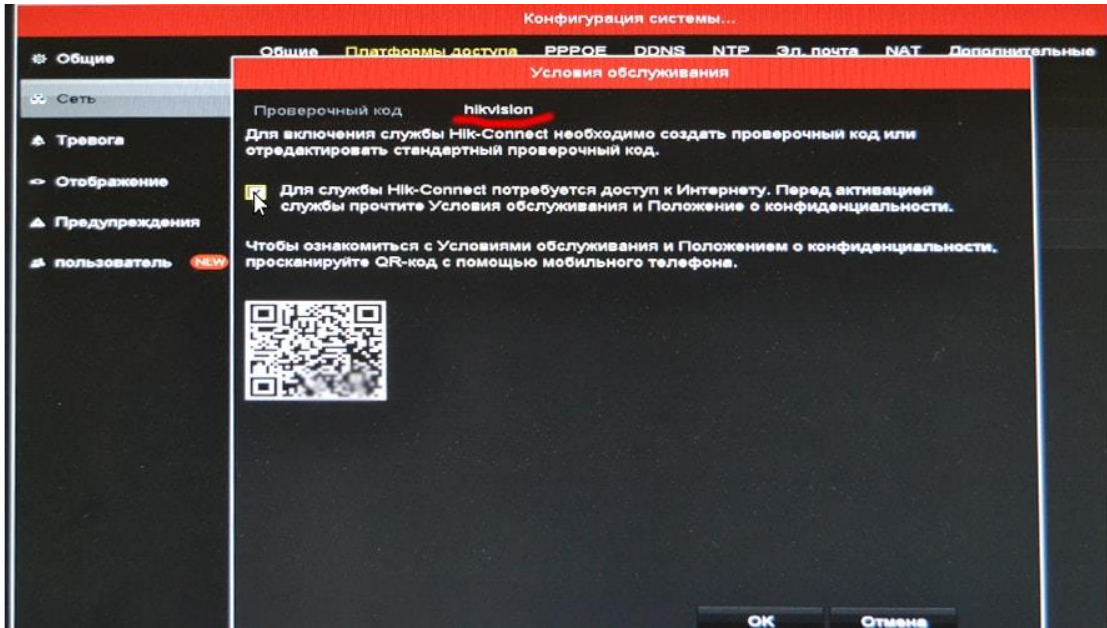 Конфигурация системы...
Общие
Общие Платформы доступа PPPOE DDNS NTP Эл. почта NAT Дополнительные
Условия обслуживания
Сеть
Проверочный код hikvision
Для включения службы Hik-Connect необходимо создать проверочный код или
отредактировать стандартный проверочный код.
Тревога
Отображение
Для службы Hik-Connect потребуется доступ к Интернету. Перед активацией
службы прочтите Условия обслуживания и Положение о конфиденциальности.
Предупреждения
Чтобы ознакомиться с Условиями обслуживания и Положением о конфиденциальности,
просканируйте QR-код с помощью мобильного телефона.
пользователь NEW
OK Отмена